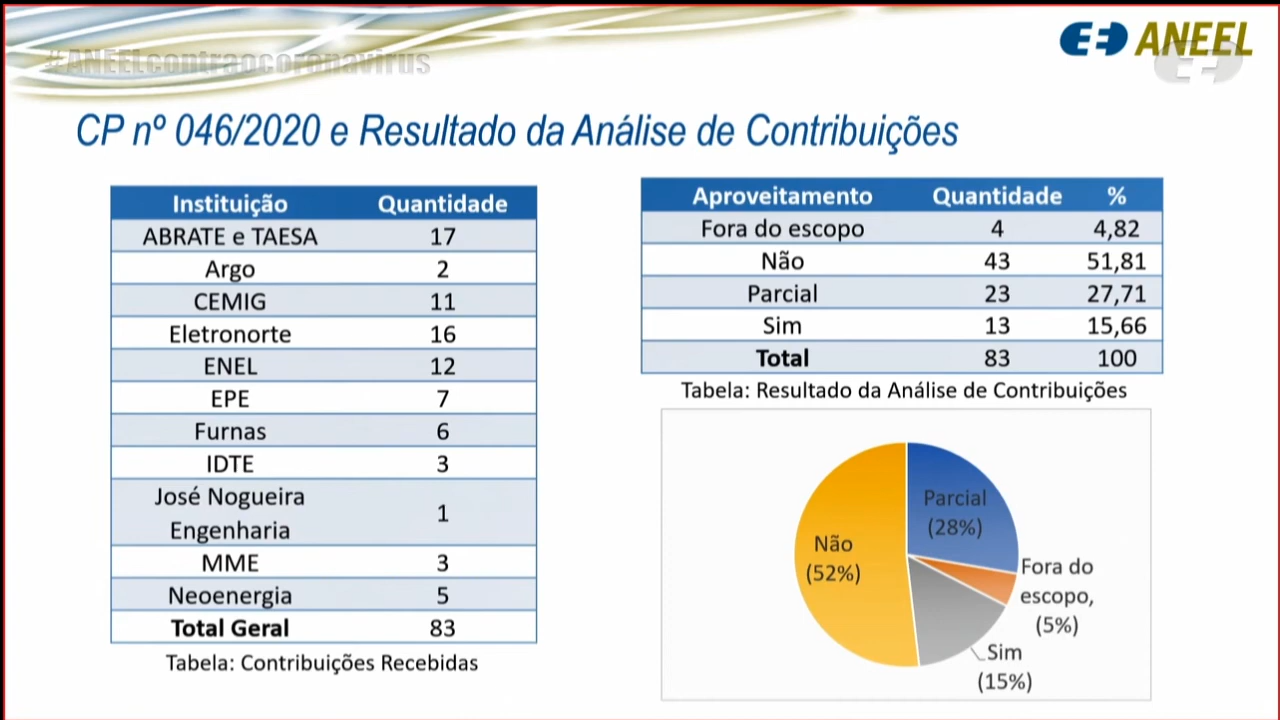 #ANEELcontraocoronavirus
ANEEL
CP nº 046/2020 e Resultado da Análise de Contribuições
Instituição Quantidade
ABRATE e TAESA 17
Argo 2
CEMIG 11
Eletronorte 16
ENEL 12
EPE 7
Furnas 6
IDTE 3
José Nogueira
Engenharia 1
MME 3
Neoenergia 5
Total Geral 83
Tabela: Contribuições Recebidas
Aproveitamento Quantidade %
Fora do escopo 4 4,82
Não 43 51,81
Parcial 23 27,71
Sim 13 15,66
Total 83 100
Tabela: Resultado da Análise de Contribuições
Parcial
(28%)
Não
(52%)
Fora do
escopo,
(5%)
Sim
(15%)